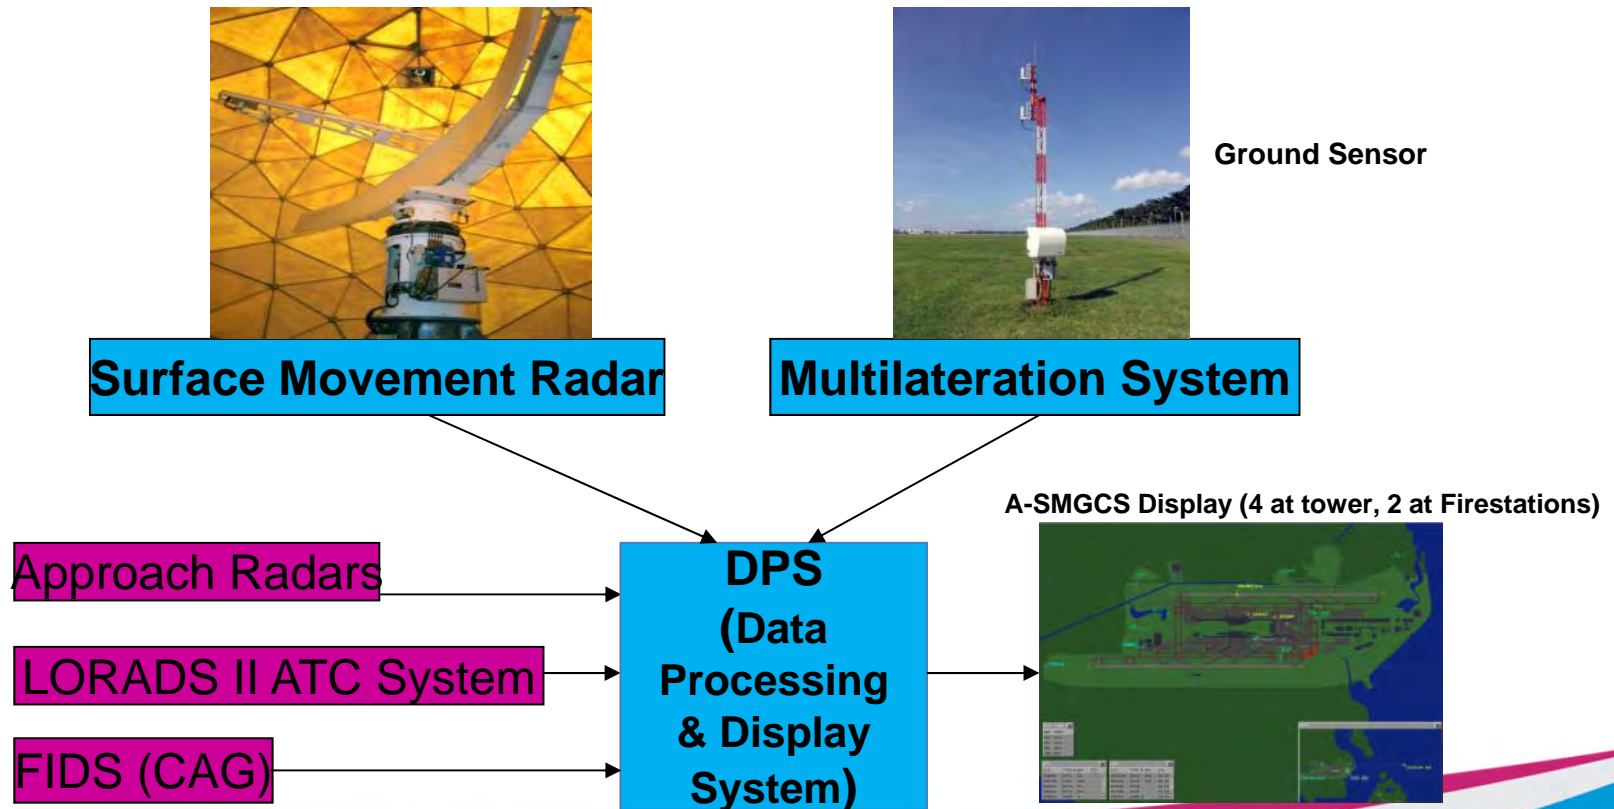 Ground Sensor
Surface Movement Radar
Multilateration System
A-SMGCS Display (4 at tower, 2 at Firestations)
Approach Radars
LORADS II ATC System
FIDS (CAG)
DPS
(Data
Processing
& Display
System)